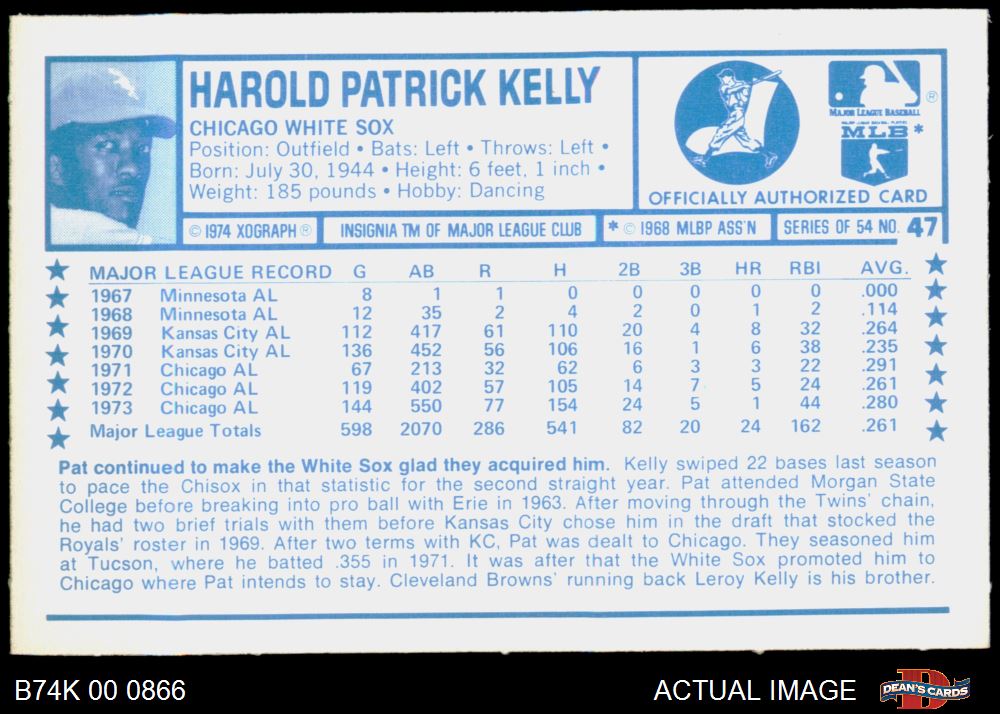 HAROLD PATRICK KELLY
CHICAGO WHITE SOX
Position: Outfield • Bats: Left • Throws: Left •
Born: July 30, 1944 • Height: 6 feet, 1 inch •
Weight: 185 pounds • Hobby: Dancing
MAJOR LEAGUE BASEBALL ®
MLB *
OFFICIALLY AUTHORIZED CARD
© 1974 XOGRAPH ® INSIGNIA TM OF MAJOR LEAGUE CLUB * © 1968 MLBP ASS'N SERIES OF 54 NO. 47
MAJOR LEAGUE RECORD G AB R H 2B 3B HR RBI AVG.
1967 Minnesota AL 8 1 1 0 0 0 0 0 .000
1968 Minnesota AL 12 35 2 4 2 0 1 2 .114
1969 Kansas City AL 112 417 61 110 20 4 8 32 .264
1970 Kansas City AL 136 452 56 106 16 1 6 38 .235
1971 Chicago AL 67 213 32 62 6 3 3 22 .291
1972 Chicago AL 119 402 57 105 14 7 5 24 .261
1973 Chicago AL 144 550 77 154 24 5 1 44 .280
Major League Totals 598 2070 286 541 82 20 24 162 .261
Pat continued to make the White Sox glad they acquired him. Kelly swiped 22 bases last season
to pace the Chisox in that statistic for the second straight year. Pat attended Morgan State
College before breaking into pro ball with Erie in 1963. After moving through the Twins' chain,
he had two brief trials with them before Kansas City chose him in the draft that stocked the
Royals' roster in 1969. After two terms with KC, Pat was dealt to Chicago. They seasoned him
at Tucson, where he batted .355 in 1971. It was after that the White Sox promoted him to
Chicago where Pat intends to stay. Cleveland Browns' running back Leroy Kelly is his brother.
B74K 00 0866
ACTUAL IMAGE
DEAN'S CARDS